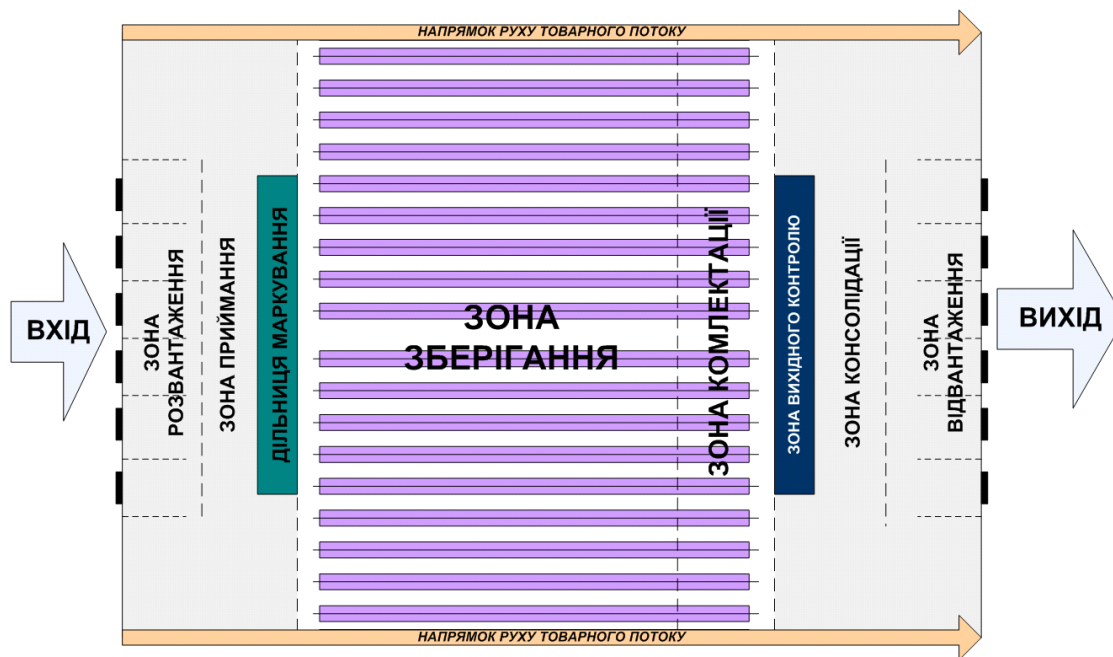 НАПРЯМОК РУХУ ТОВАРНОГО ПОТОКУ
ВХІД
ЗОНА
РОЗВАНТАЖЕННЯ
ЗОНА ПРИЙМАННЯ
ДІЛЬНИЦЯ МАРКУВАННЯ
ЗОНА
ЗБЕРІГАННЯ
ЗОНА КОМЛЕКТАЦІЇ
ЗОНА ВИХІДНОГО КОНТРОЛЮ
ЗОНА КОНСОЛІДАЦІЇ
ЗОНА
ВІДВАНТАЖЕННЯ
ВИХІД
НАПРЯМОК РУХУ ТОВАРНОГО ПОТОКУ